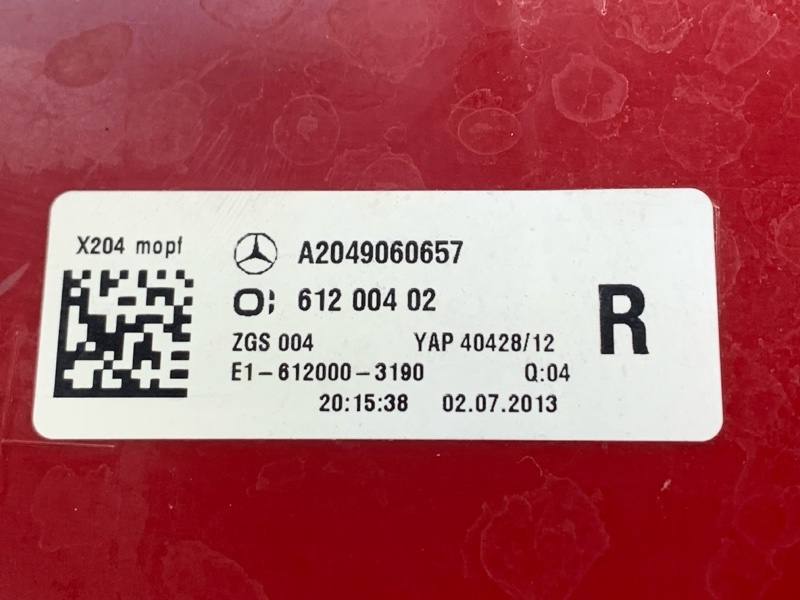 X204 mopf
A2049060657
O; 612 004 02
ZGS 004 YAP 40428/12
R
E1-612000-3190 Q:04
20:15:38 02.07.2013